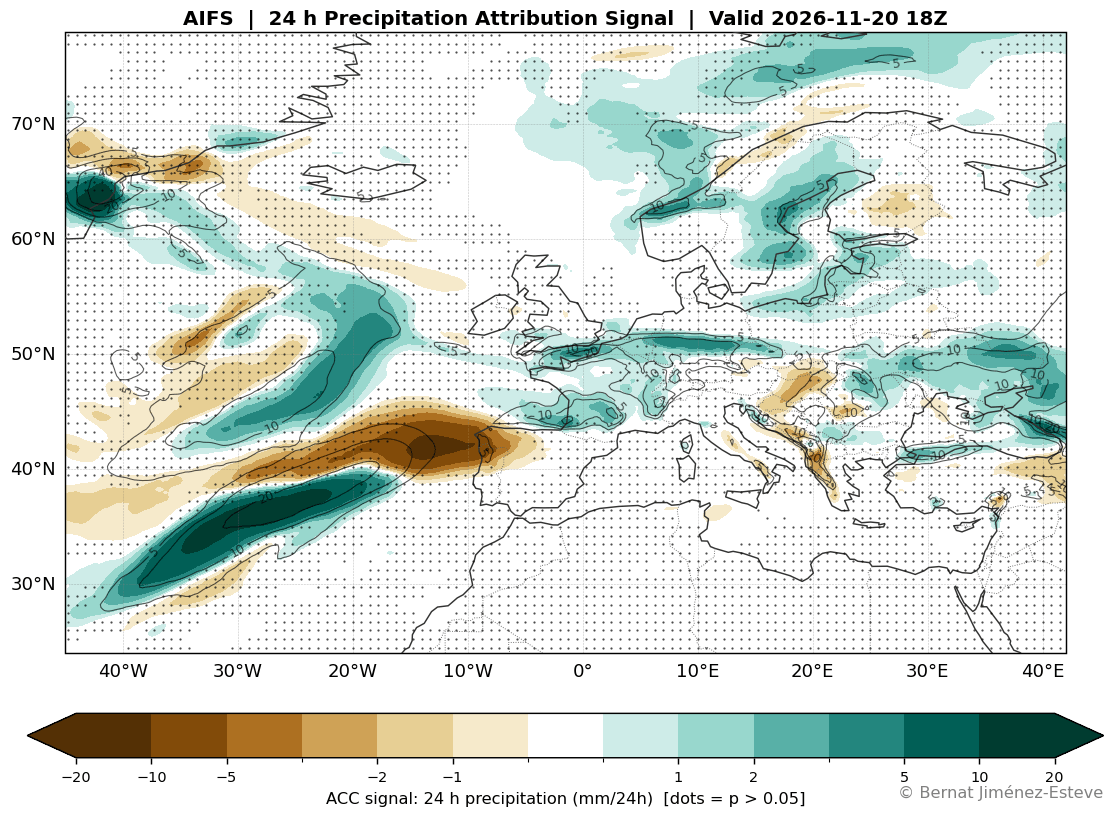 AIFS | 24 h Precipitation Attribution Signal | Valid 2026-11-20 18Z
70°N
60°N
50°N
40°N
30°N
40°W 30°W 20°W 10°W 0° 10°E 20°E 30°E 40°E
−20 −10 −5 −2 −1 1 2 5 10 20
ACC signal: 24 h precipitation (mm/24h) [dots = p > 0.05]
© Bernat Jiménez-Esteve